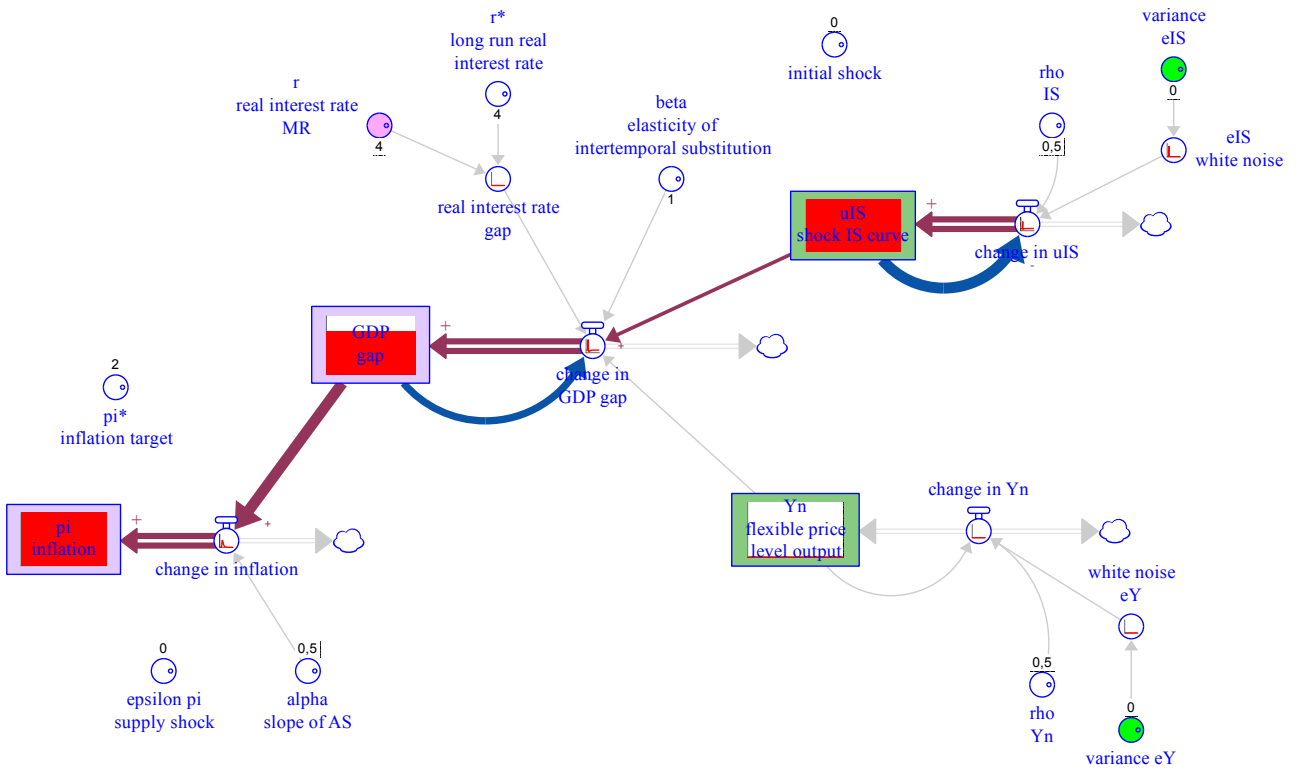 r*
long run real
interest rate
4
r
real interest rate
MR
4
real interest rate
gap
beta
elasticity of
intertemporal substitution
1
0
initial shock
variance
eIS
0
rho
IS
0,5
eIS
white noise
uIS
shock IS curve
+
change in uIS
-
GDP
gap
+
+
change in
GDP gap
2
pi*
inflation target
pi
inflation
+
+
change in inflation
0
epsilon pi
supply shock
0,5
alpha
slope of AS
Yn
flexible price
level output
change in Yn
white noise
eY
0,5
rho
Yn
0
variance eY